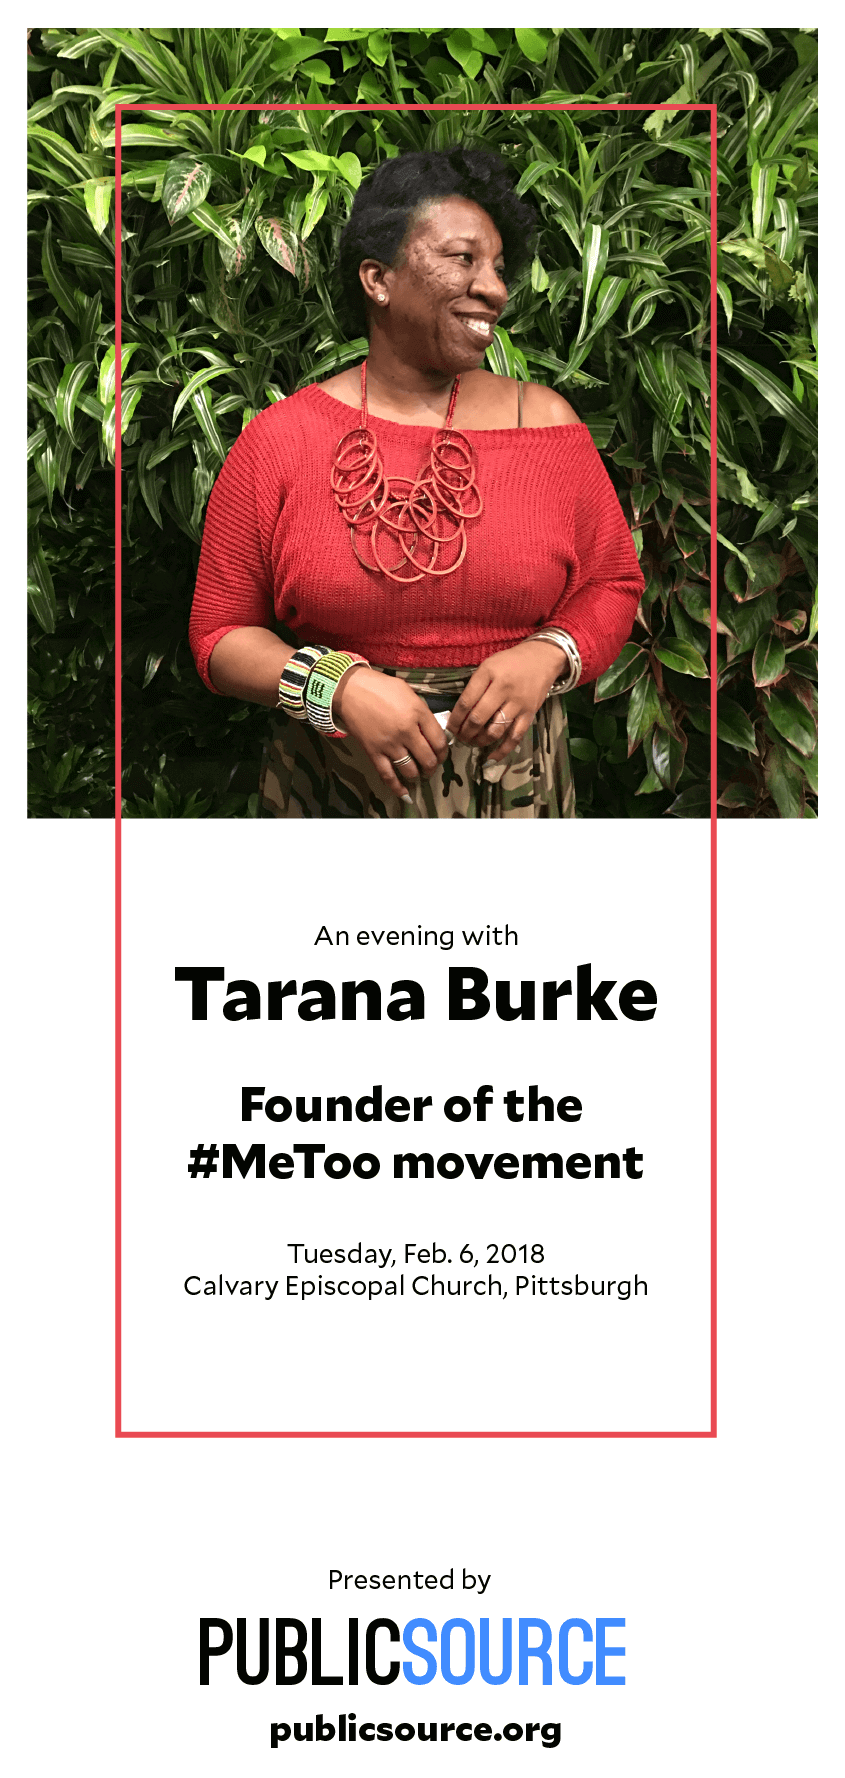 An evening with
Tarana Burke
Founder of the
#MeToo movement
Tuesday, Feb. 6, 2018
Calvary Episcopal Church, Pittsburgh
Presented by
PUBLICSOURCE
publicsource.org